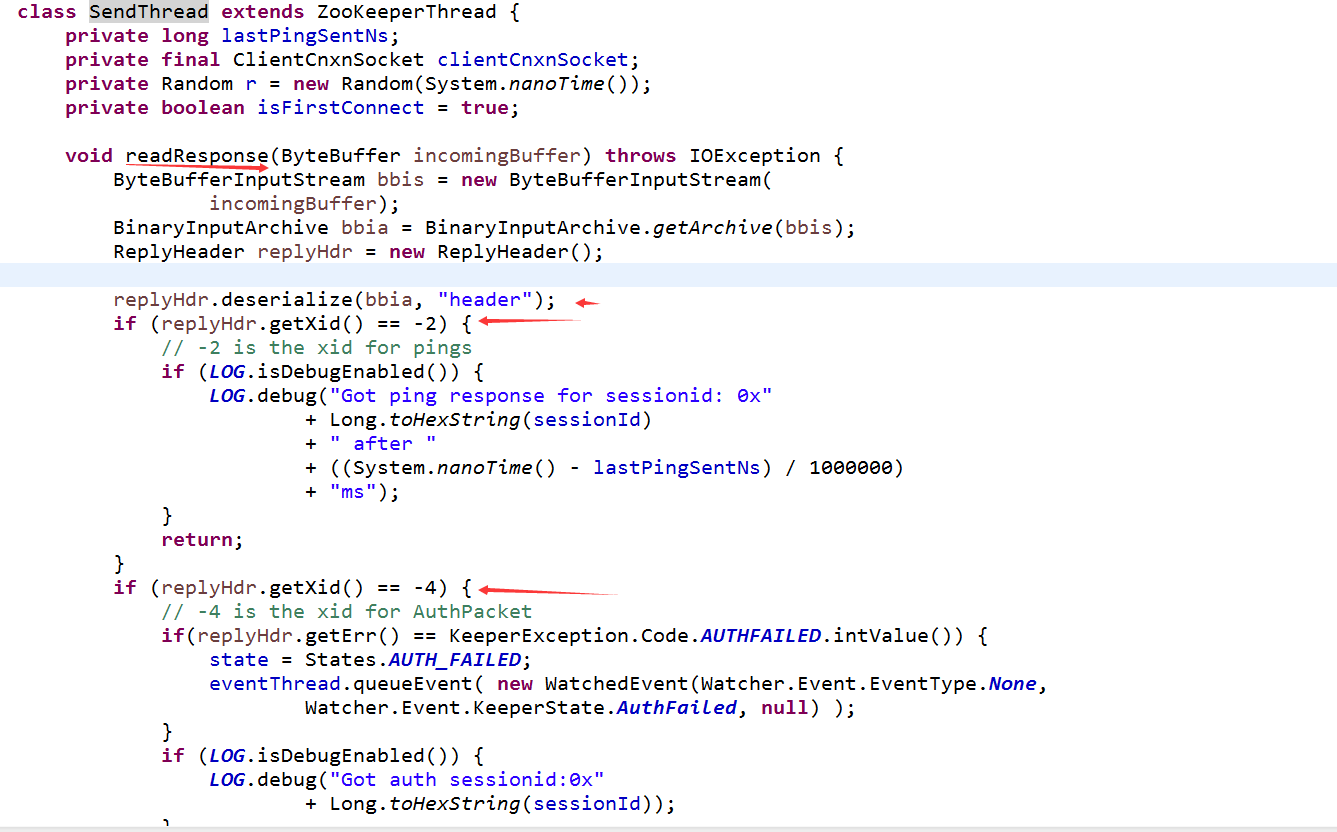 class SendThread extends ZooKeeperThread {
    private long lastPingSentNs;
    private final ClientCnxnSocket clientCnxnSocket;
    private Random r = new Random(System.nanoTime());
    private boolean isFirstConnect = true;

    void readResponse(ByteBuffer incomingBuffer) throws IOException {
        ByteBufferInputStream bbis = new ByteBufferInputStream(
                incomingBuffer);
        BinaryInputArchive bbia = BinaryInputArchive.getArchive(bbis);
        ReplyHeader replyHdr = new ReplyHeader();

        replyHdr.deserialize(bbia, "header");
        if (replyHdr.getXid() == -2) {
            // -2 is the xid for pings
            if (LOG.isDebugEnabled()) {
                LOG.debug("Got ping response for sessionid: 0x"
                        + Long.toHexString(sessionId)
                        + " after "
                        + ((System.nanoTime() - lastPingSentNs) / 1000000)
                        + "ms");
            }
            return;
        }
        if (replyHdr.getXid() == -4) {
            // -4 is the xid for AuthPacket
            if(replyHdr.getErr() == KeeperException.Code.AUTHFAILED.intValue()) {
                state = States.AUTH_FAILED;
                eventThread.queueEvent( new WatchedEvent(Watcher.Event.EventType.None,
                        Watcher.Event.KeeperState.AuthFailed, null) );
            }
            if (LOG.isDebugEnabled()) {
                LOG.debug("Got auth sessionid:0x"
                        + Long.toHexString(sessionId));
            }